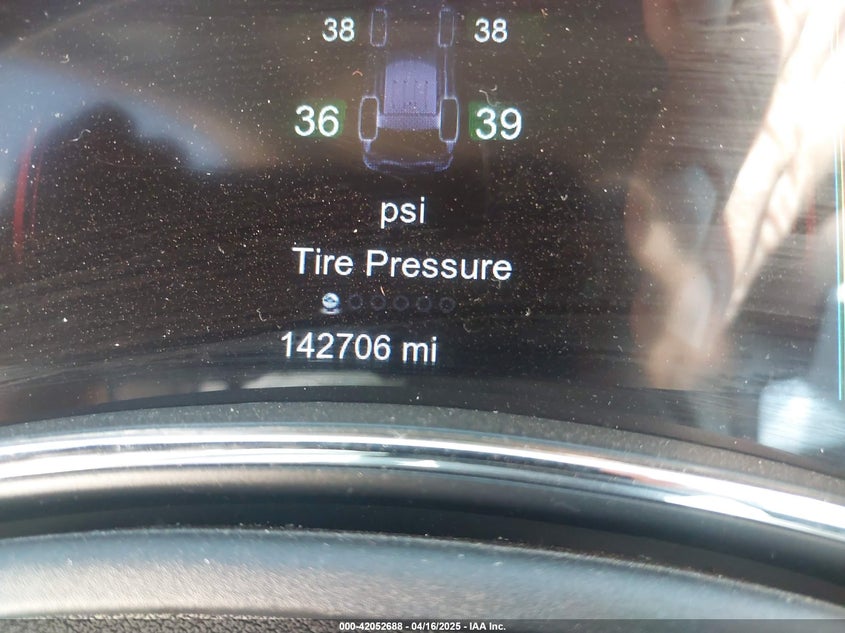 38 38
36 39
psi
Tire Pressure
142706 mi
000-42052688 - 04/16/2025 - IAA Inc.